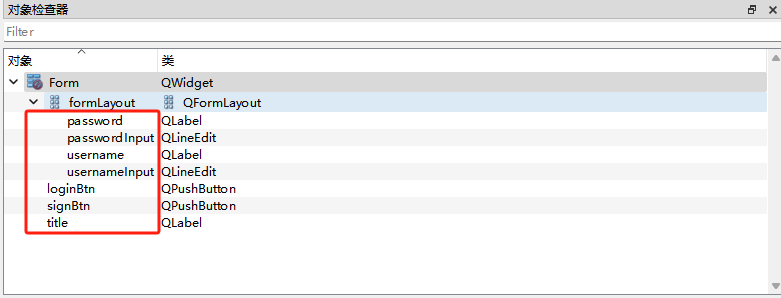 对象检查器
Filter
对象 类
Form QWidget
formLayout QFormLayout
password QLabel
passwordInput QLineEdit
username QLabel
usernameInput QLineEdit
loginBtn QPushButton
signBtn QPushButton
title QLabel